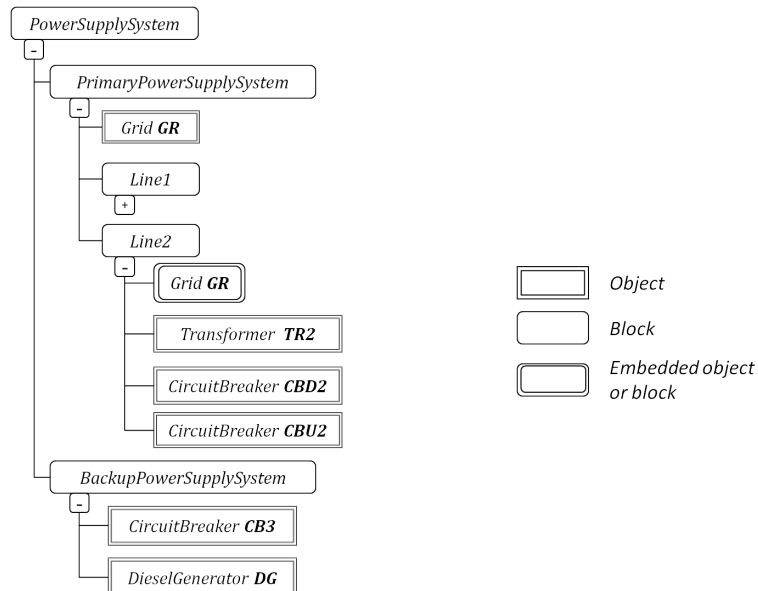 PowerSupplySystem
-
PrimaryPowerSupplySystem
-
Grid GR
Line1
+
Line2
-
Grid GR
Transformer TR2
CircuitBreaker CBD2
CircuitBreaker CBU2
BackupPowerSupplySystem
-
CircuitBreaker CB3
DieselGenerator DG
Object
Block
Embedded object
or block